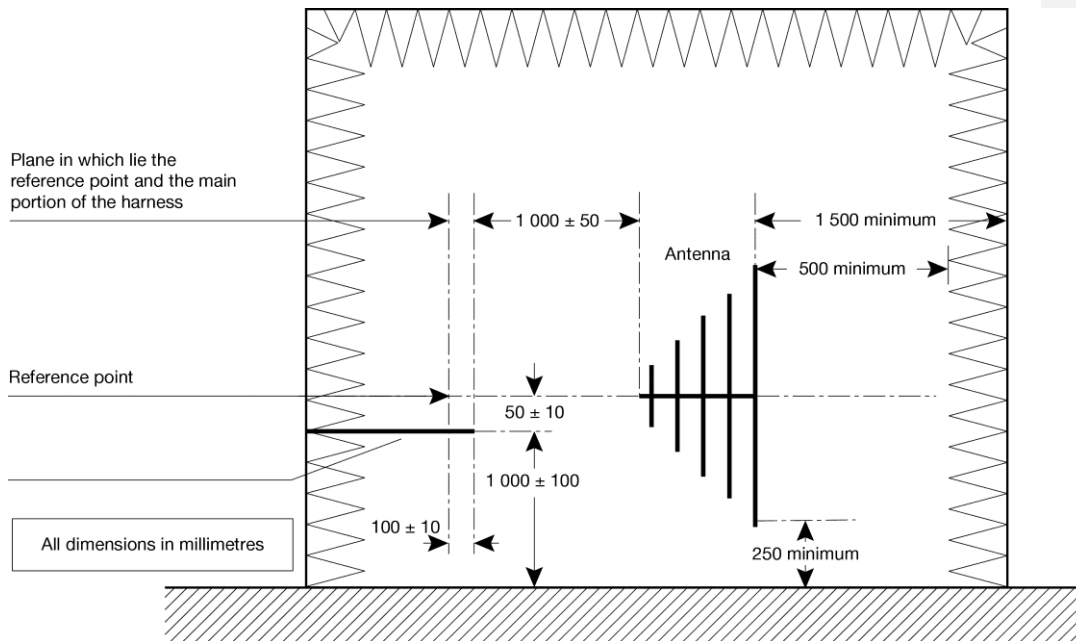 Plane in which lie the
reference point and the main
portion of the harness
1 000 ± 50
1 500 minimum
Antenna
500 minimum
Reference point
50 ± 10
1 000 ± 100
100 ± 10
All dimensions in millimetres
250 minimum